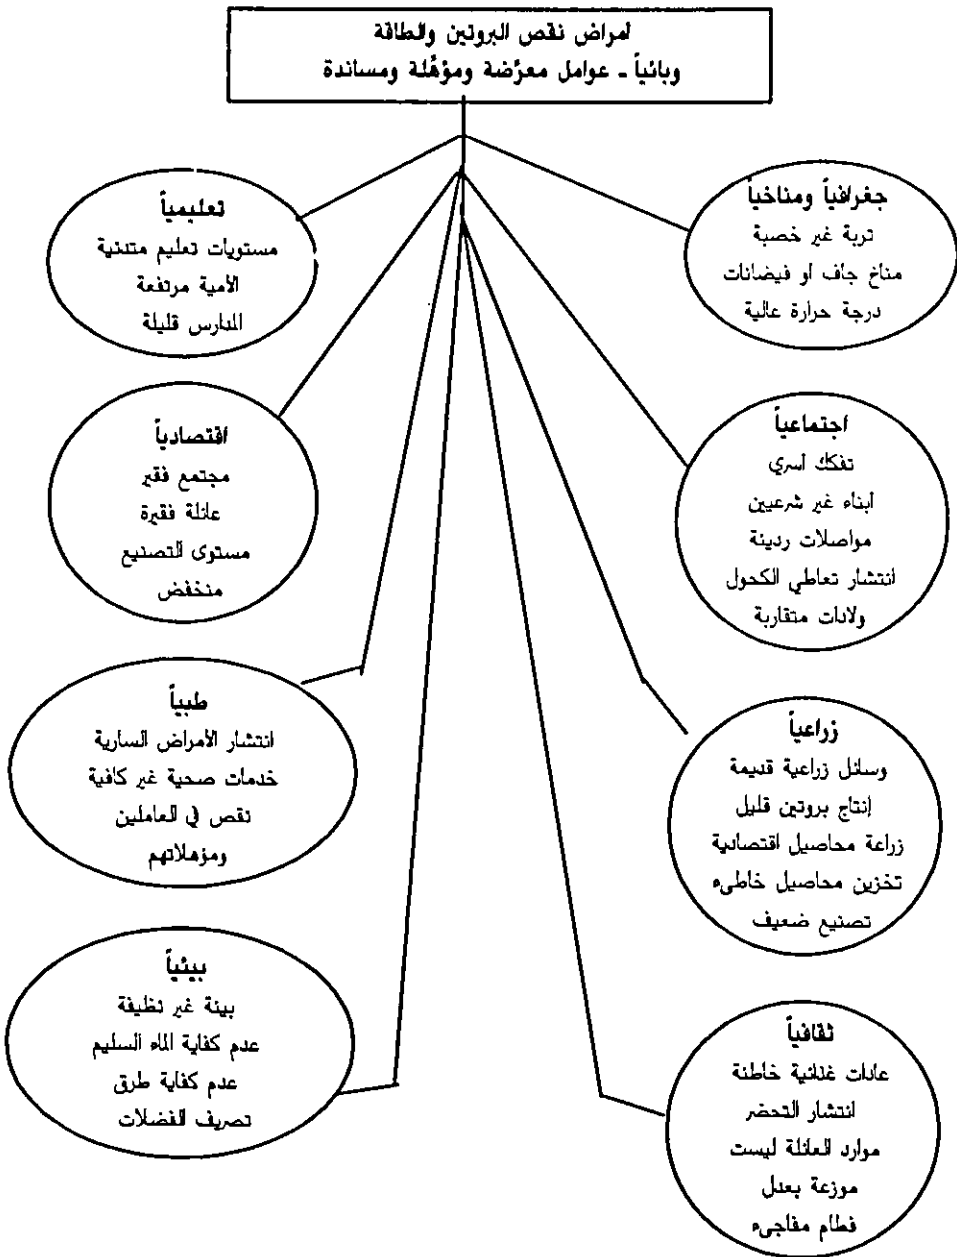 أمراض نقص البروتين والطاقة
وبائياً - عوامل معرّضة ومؤهّلة ومساندة
جغرافياً ومناخياً
تربة غير خصبة
مناخ جاف او فيضانات
درجة حرارة عالية
تعليمياً
مستويات تعليم متدنية
الأمية مرتفعة
المدارس قليلة
اجتماعياً
تفكك اسري
ابناء غير شرعيين
مواصلات رديئة
انتشار تعاطي الكحول
ولادات متقاربة
اقتصادياً
مجتمع فقير
عائلة فقيرة
مستوى التصنيع
منخفض
زراعياً
وسائل زراعية قديمة
إنتاج بروتين قليل
زراعة محاصيل اقتصادية
تخزين محاصيل خاطىء
تصنيع ضعيف
طبياً
انتشار الأمراض السارية
خدمات صحية غير كافية
نقص في العاملين
ومؤهلاتهم
ثقافياً
عادات غذائية خاطئة
انتشار التحضر
موارد العائلة ليست
موزعة بعدل
فطام مفاجىء
بيئياً
بيئة غير نظيفة
عدم كفاية الماء السليم
عدم كفاية طرق
تصريف الفضلات